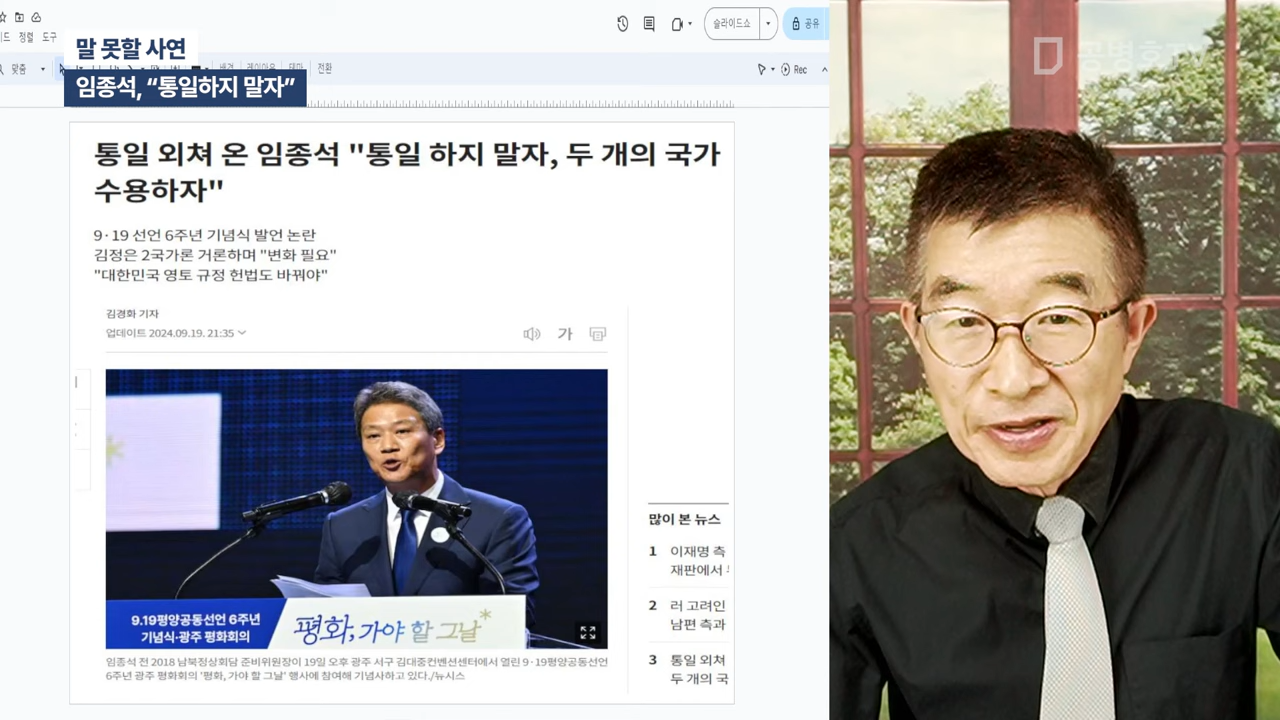 드 정렬 도구
슬라이드쇼
공유
맞춤
배경 레이아웃 테마 전환
Rec
말 못할 사연
임종석, “통일하지 말자”
공병호TV
통일 외쳐 온 임종석 "통일 하지 말자, 두 개의 국가
수용하자"
9·19 선언 6주년 기념식 발언 논란
김정은 2국가론 거론하며 "변화 필요"
"대한민국 영토 규정 헌법도 바꿔야"
김경화 기자
업데이트 2024.09.19. 21:35
가
9.19평양공동선언 6주년
기념식·광주 평화회의
평화, 가야 할 그날
임종석 전 2018 남북정상회담 준비위원장이 19일 오후 광주 서구 김대중컨벤션센터에서 열린 9·19평양공동선언
6주년 광주 평화회의 '평화, 가야 할 그날' 행사에 참여해 기념사하고 있다./뉴시스
많이 본 뉴스
1 이재명 측
재판에서
2 러 고려인
남편 측과
3 통일 외쳐
두 개의 국